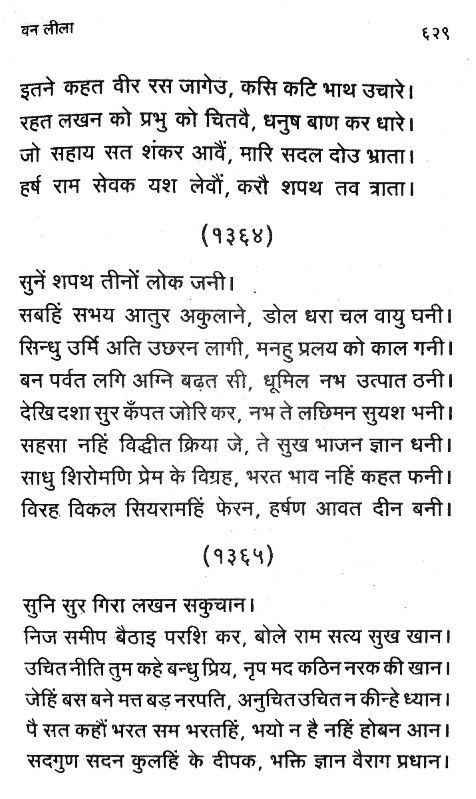 वन लीला
६२९
इतने कहत वीर रस जागेउ, कसि कटि भाथ उचारे।
रहत लखन को प्रभु को चितवै, धनुष बाण कर धारे।
जो सहाय सत शंकर आवैं, मारि सदल दोउ भ्राता।
हर्ष राम सेवक यश लेवौं, करौ शपथ तव त्राता।
(१३६४)
सुनें शपथ तीनों लोक जनी।
सबहिं सभय आतुर अकुलाने, डोल धरा चल वायु घनी।
सिन्धु उर्मि अति उछरन लागी, मनहु प्रलय को काल गनी।
बन पर्वत लगि अग्नि बढ़त सी, धूमिल नभ उत्पात ठनी।
देखि दशा सुर कँपत जोरि कर, नभ ते लछिमन सुयश भनी।
सहसा नहिं विद्धीत क्रिया जे, ते सुख भाजन ज्ञान धनी।
साधु शिरोमणि प्रेम के विग्रह, भरत भाव नहिं कहत फनी।
विरह विकल सियरामहिं फेरन, हर्षण आवत दीन बनी।
(१३६५)
सुनि सुर गिरा लखन सकुचान।
निज समीप बैठाइ परशि कर, बोले राम सत्य सुख खान।
उचित नीति तुम कहे बन्धु प्रिय, नृप मद कठिन नरक की खान।
जेहिं बस बने मत्त बड़ नरपति, अनुचित उचित न कीन्हे ध्यान।
पै सत कहौं भरत सम भरतहिं, भयो न है नहिं होबन आन।
सदगुण सदन कुलहिं के दीपक, भक्ति ज्ञान वैराग प्रधान।